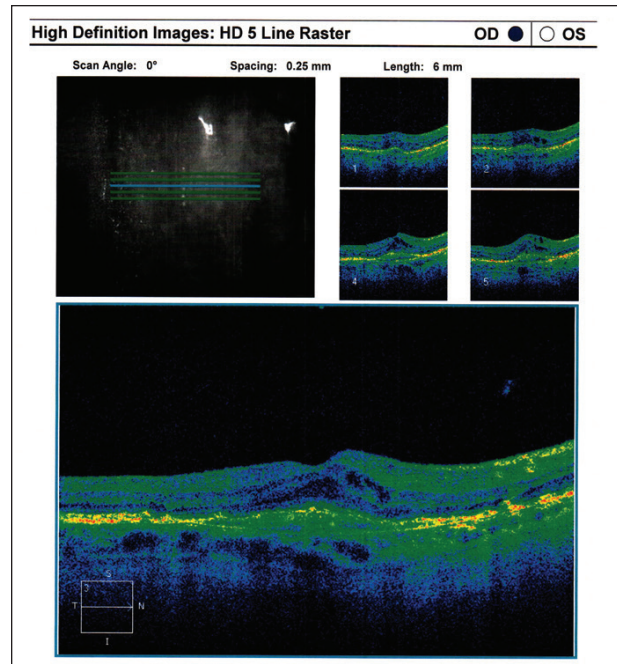 High Definition Images: HD 5 Line Raster OD OS
Scan Angle: 0° Spacing: 0.25 mm Length: 6 mm
1 2
4 5
3 S
T N
I